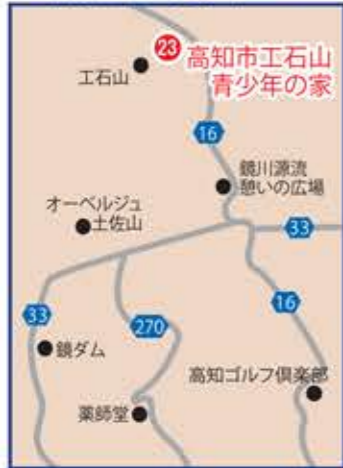 23
高知市工石山
青少年の家
工石山
16
鏡川源流
憩いの広場
オーベルジュ
土佐山
33
33
16
270
鏡ダム
高知ゴルフ倶楽部
薬師堂